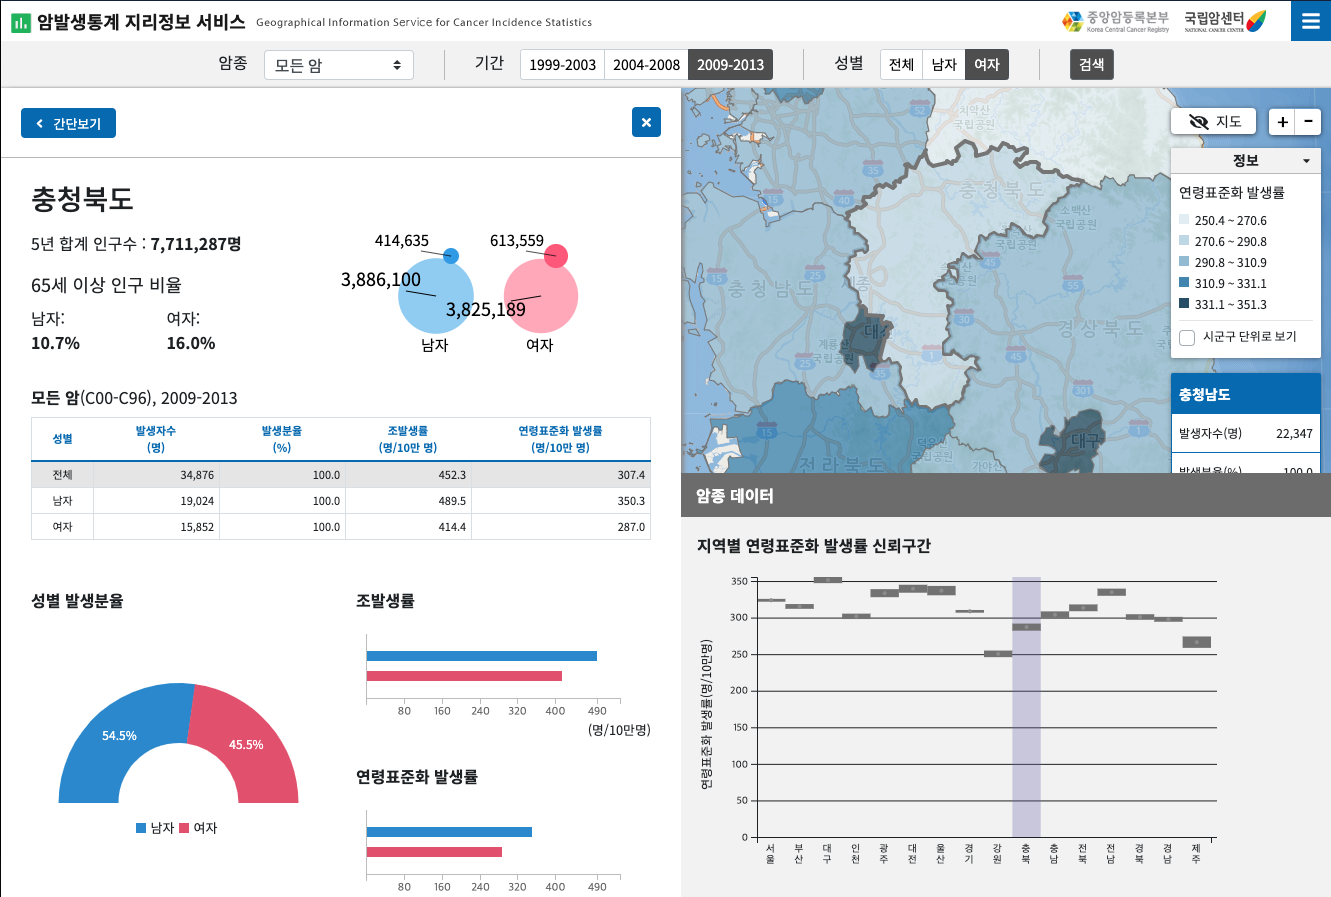 암발생통계 지리정보 서비스 Geographical Information Service for Cancer Incidence Statistics
중앙암등록본부
Korea Central Cancer Registry
국립암센터
NATIONAL CANCER CENTER
암종 모든 암 기간 1999-2003 2004-2008 2009-2013 성별 전체 남자 여자 검색
간단보기
충청북도
5년 합계 인구수 : 7,711,287명
65세 이상 인구 비율
남자: 여자:
10.7% 16.0%
414,635 613,559
3,886,100
3,825,189
남자 여자
모든 암(C00-C96), 2009-2013
성별 발생자수 (명) 발생분율 (%) 조발생률 (명/10만 명) 연령표준화 발생률 (명/10만 명)
전체 34,876 100.0 452.3 307.4
남자 19,024 100.0 489.5 350.3
여자 15,852 100.0 414.4 287.0
성별 발생분율
54.5% 45.5%
남자 여자
조발생률
80 160 240 320 400 490
(명/10만명)
연령표준화 발생률
80 160 240 320 400 490
치악산
국립공원
충청북도
소백산
국립공원
충청남도
경상북도
계룡산
국립공원
대구
덕유산
국립공원
가야산
전라북도
52
35
15
40
45
15
25
55
30
1
45
35
301
15
1
지도
+ -
정보
연령표준화 발생률
250.4 ~ 270.6
270.6 ~ 290.8
290.8 ~ 310.9
310.9 ~ 331.1
331.1 ~ 351.3
시군구 단위로 보기
충청남도
발생자수(명) 22,347
발생분율(%) 100.0
암종 데이터
지역별 연령표준화 발생률 신뢰구간
연령표준화 발생률(명/10만명)
350
300
250
200
150
100
50
0
서울 부산 대구 인천 광주 대전 울산 경기 강원 충북 충남 전북 전남 경북 경남 제주